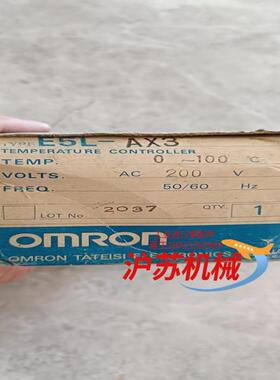 TYPE E5L-AX3
TEMPERATURE CONTROLLER
TEMP. 0 ~100 ℃
VOLTS. AC 200 V
FREQ. 50/60 Hz
LOT No. 2037 QTY. 1
OMRON
OMRON TATEISI ELECTRONICS
沪苏机械